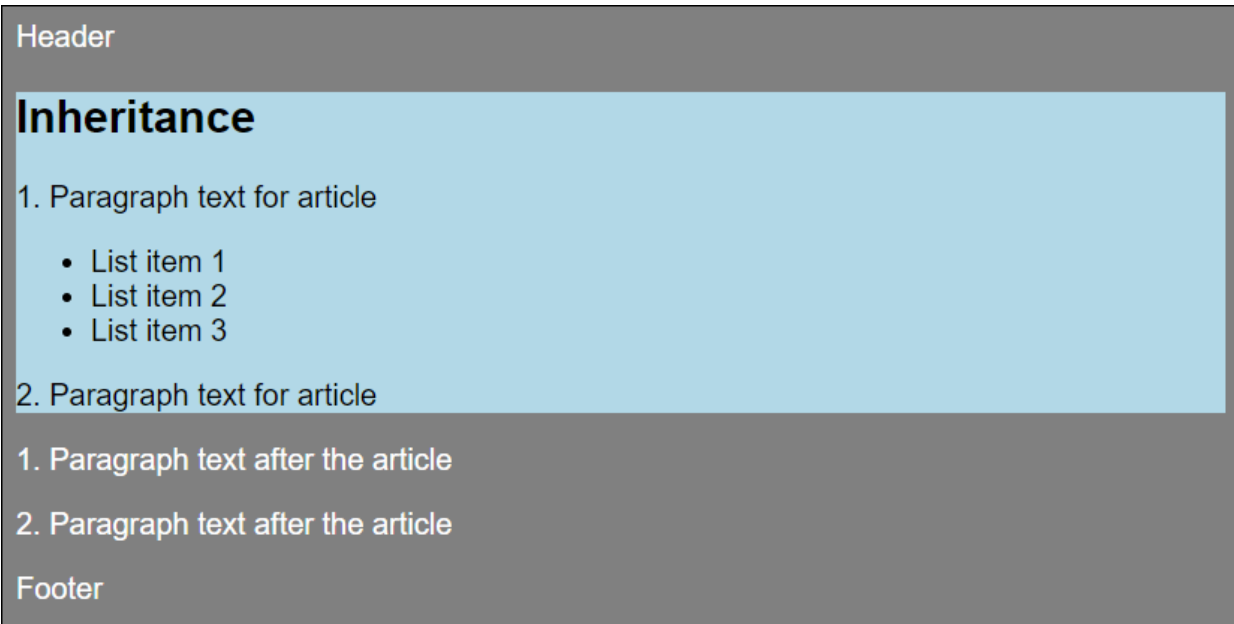 Header
Inheritance
1. Paragraph text for article
• List item 1
• List item 2
• List item 3
2. Paragraph text for article
1. Paragraph text after the article
2. Paragraph text after the article
Footer